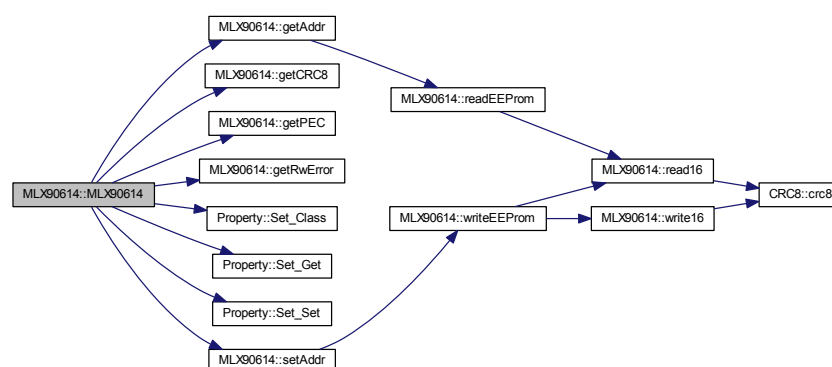 MLX90614::MLX90614
MLX90614::getAddr
MLX90614::getCRC8
MLX90614::getPEC
MLX90614::getRwError
Property::Set_Class
Property::Set_Get
Property::Set_Set
MLX90614::setAddr
MLX90614::readEEProm
MLX90614::writeEEProm
MLX90614::read16
MLX90614::write16
CRC8::crc8